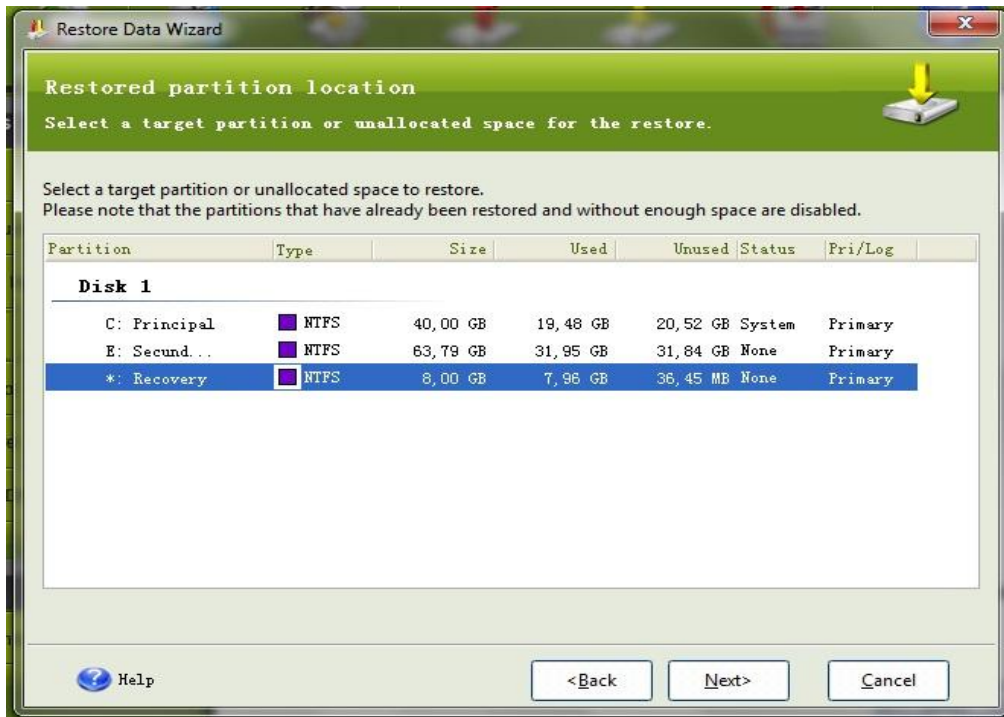 Restore Data Wizard
Restored partition location
Select a target partition or unallocated space for the restore.
Select a target partition or unallocated space to restore.
Please note that the partitions that have already been restored and without enough space are disabled.
Partition Type Size Used Unused Status Pri/Log
Disk 1
C: Principal NTFS 40,00 GB 19,48 GB 20,52 GB System Primary
E: Secund... NTFS 63,79 GB 31,95 GB 31,84 GB None Primary
*: Recovery NTFS 8,00 GB 7,96 GB 36,45 MB None Primary
Help <Back Next> Cancel